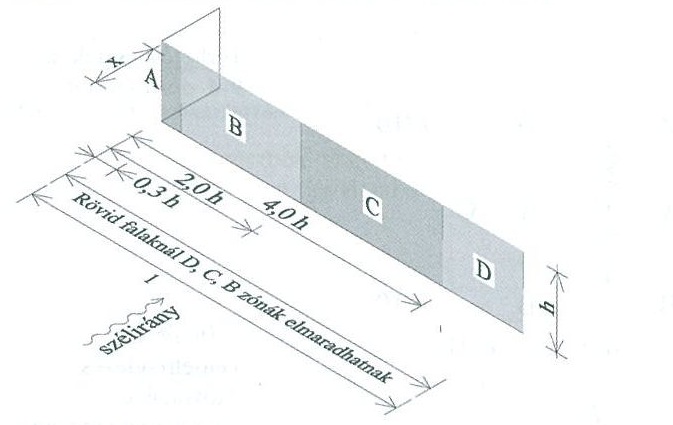 x
A
B
C
D
h
0,3 h
2,0 h
4,0 h
Rövid falaknál D, C, B zónák elmaradhatnak
l
szélirány